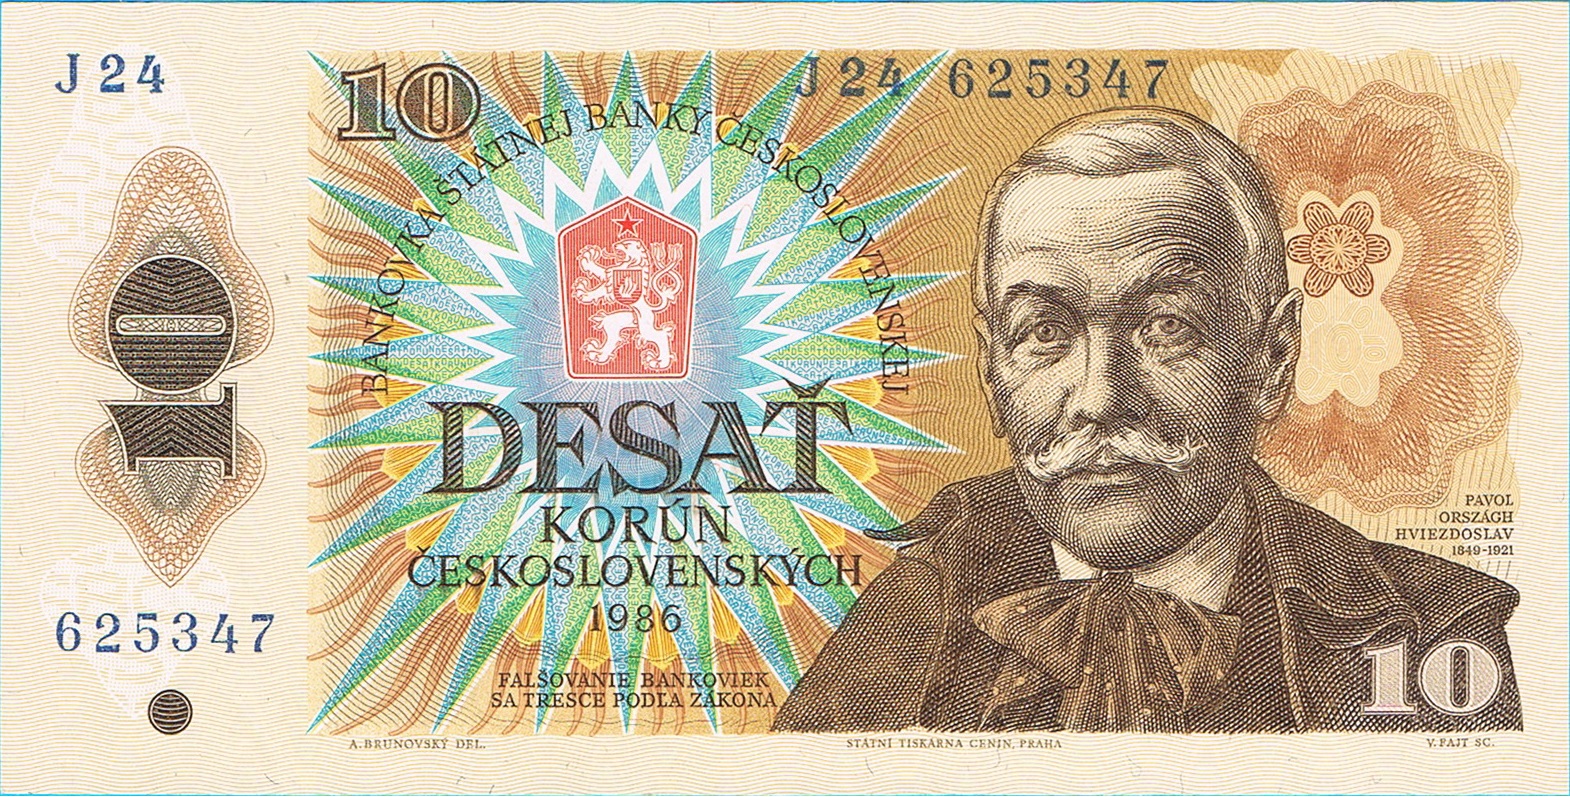 J 24
10
J 24 625347
BANKOVKA ŠTÁTNEJ BANKY ČESKOSLOVENSKEJ
10
DESAŤ
KORÚN
ČESKOSLOVENSKÝCH
1986
PAVOL
ORSZÁGH
HVIEZDOSLAV
1849-1921
625347
FALŠOVANIE BANKOVIEK
SA TRESCE PODĽA ZÁKONA
10
A. BRUNOVSKÝ DEL.
STÁTNÍ TISKÁRNA CENIN, PRAHA
V. FAJT SC.